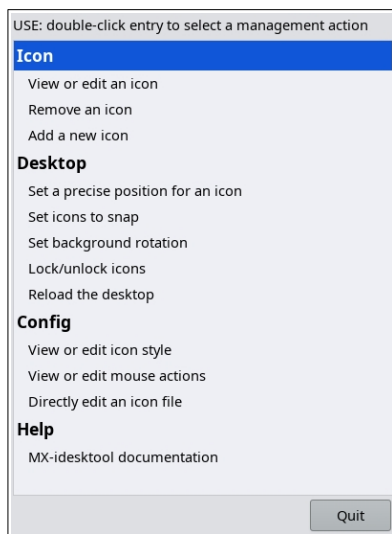 USE: double-click entry to select a management action
Icon
View or edit an icon
Remove an icon
Add a new icon
Desktop
Set a precise position for an icon
Set icons to snap
Set background rotation
Lock/unlock icons
Reload the desktop
Config
View or edit icon style
View or edit mouse actions
Directly edit an icon file
Help
MX-idesktool documentation
Quit